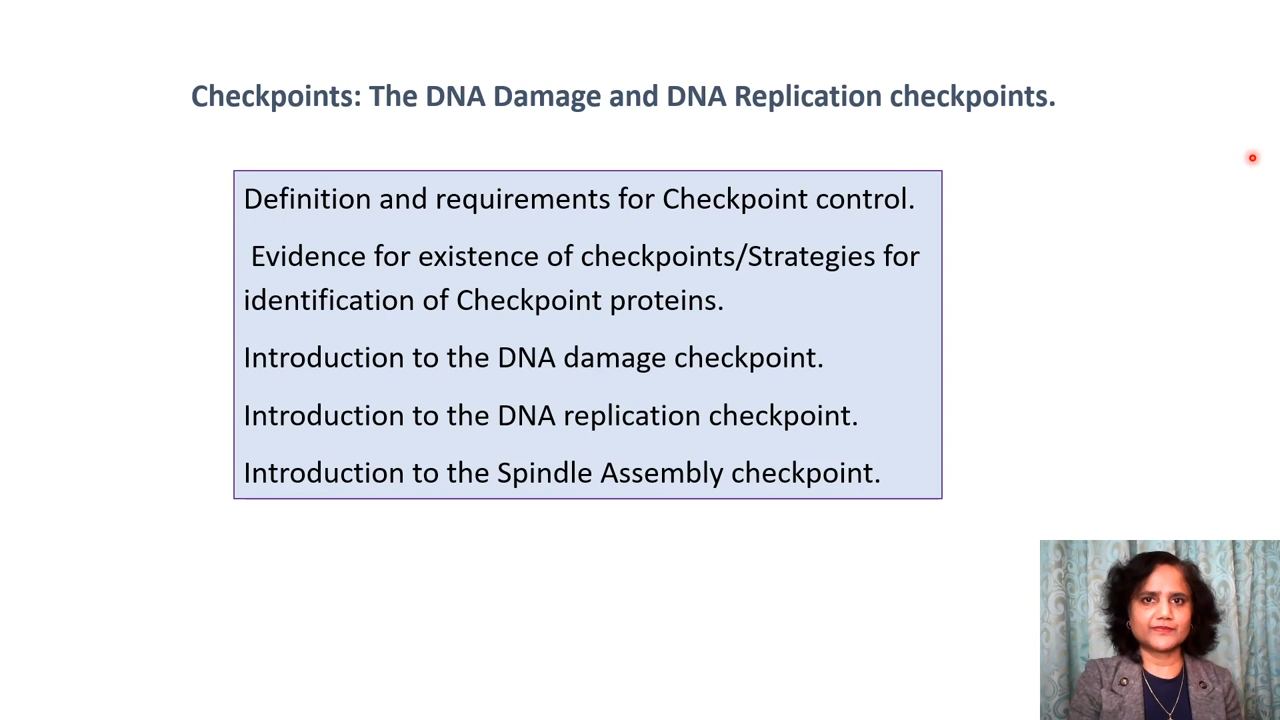 Checkpoints: The DNA Damage and DNA Replication checkpoints.
Definition and requirements for Checkpoint control.
Evidence for existence of checkpoints/Strategies for
identification of Checkpoint proteins.
Introduction to the DNA damage checkpoint.
Introduction to the DNA replication checkpoint.
Introduction to the Spindle Assembly checkpoint.